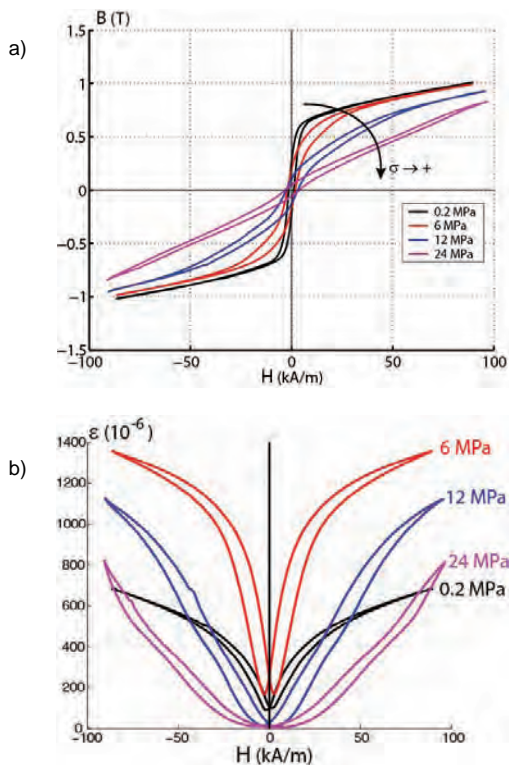 a)
B (T)
1.5
1
0.5
0
−0.5
−1
−1.5
σ → +
0.2 MPa
6 MPa
12 MPa
24 MPa
−100
−50
0
50
100
H (kA/m)
b)
ε (10⁻⁶)
1400
1200
1000
800
600
400
200
0
6 MPa
12 MPa
24 MPa
0.2 MPa
−100
−50
0
50
100
H (kA/m)